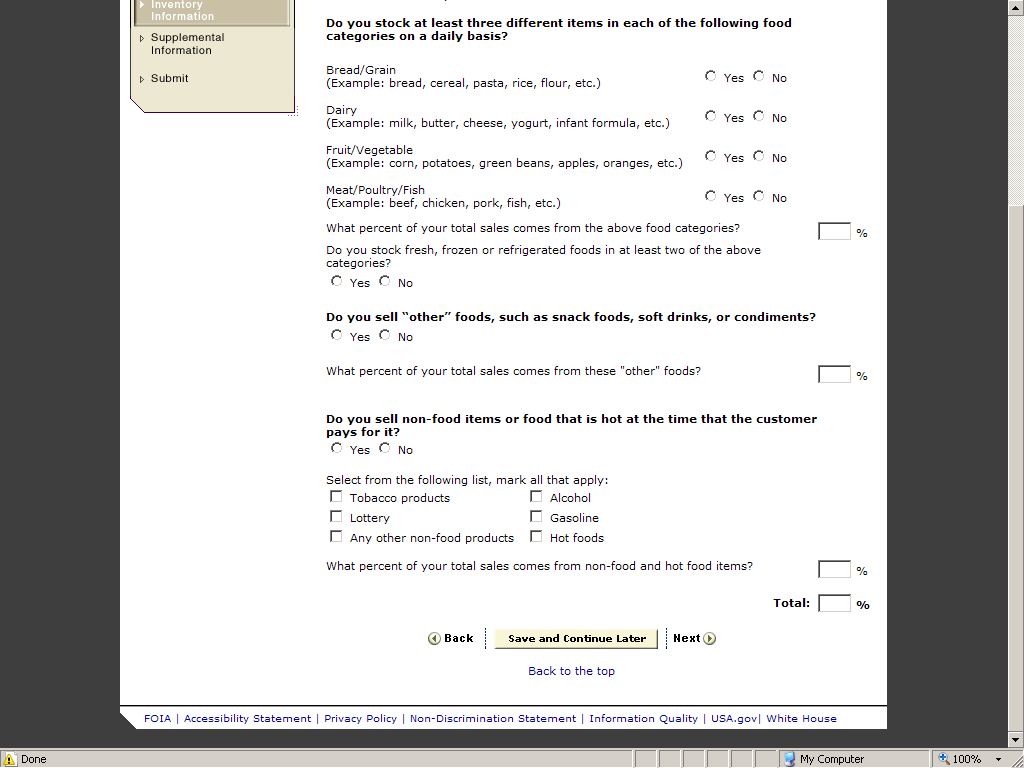 Inventory
Information
Supplemental
Information
Submit
Do you stock at least three different items in each of the following food
categories on a daily basis?
Bread/Grain
(Example: bread, cereal, pasta, rice, flour, etc.)
Yes No
Dairy
(Example: milk, butter, cheese, yogurt, infant formula, etc.)
Yes No
Fruit/Vegetable
(Example: corn, potatoes, green beans, apples, oranges, etc.)
Yes No
Meat/Poultry/Fish
(Example: beef, chicken, pork, fish, etc.)
Yes No
What percent of your total sales comes from the above food categories? %
Do you stock fresh, frozen or refrigerated foods in at least two of the above
categories?
Yes No
Do you sell “other” foods, such as snack foods, soft drinks, or condiments?
Yes No
What percent of your total sales comes from these "other" foods? %
Do you sell non-food items or food that is hot at the time that the customer
pays for it?
Yes No
Select from the following list, mark all that apply:
Tobacco products Alcohol
Lottery Gasoline
Any other non-food products Hot foods
What percent of your total sales comes from non-food and hot food items? %
Total: %
Back Save and Continue Later Next
Back to the top
FOIA | Accessibility Statement | Privacy Policy | Non-Discrimination Statement | Information Quality | USA.gov| White House
Done My Computer 100%